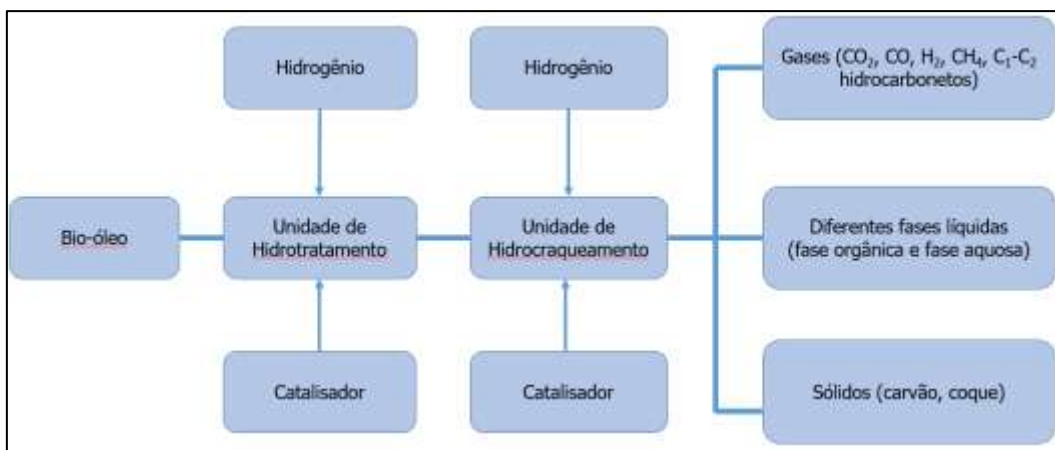 Hidrogênio
Hidrogênio
Gases (CO₂, CO, H₂, CH₄, C₁-C₂
hidrocarbonetos)
Bio-óleo
Unidade de
Hidrotratamento
Unidade de
Hidrocraqueamento
Diferentes fases líquidas
(fase orgânica e fase aquosa)
Catalisador
Catalisador
Sólidos (carvão, coque)